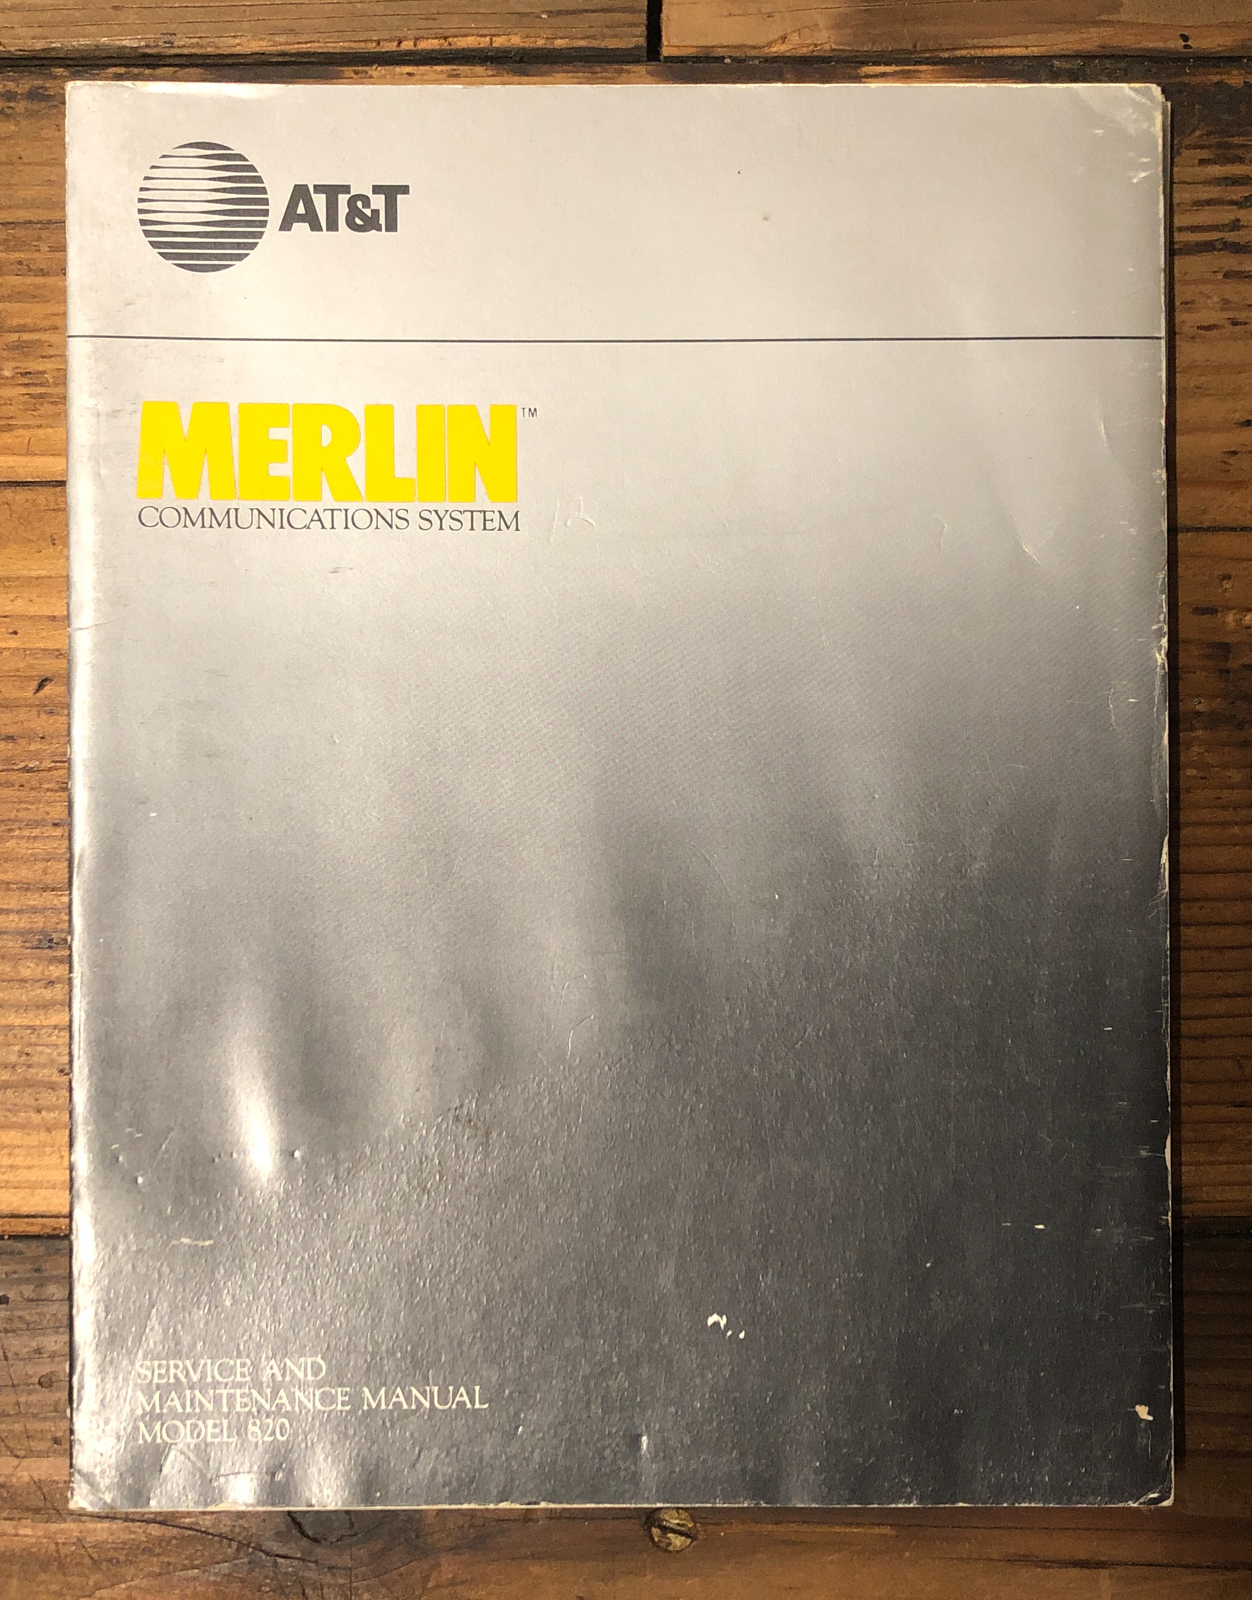 AT&T
MERLIN™
COMMUNICATIONS SYSTEM
SERVICE AND
MAINTENANCE MANUAL
MODEL 820